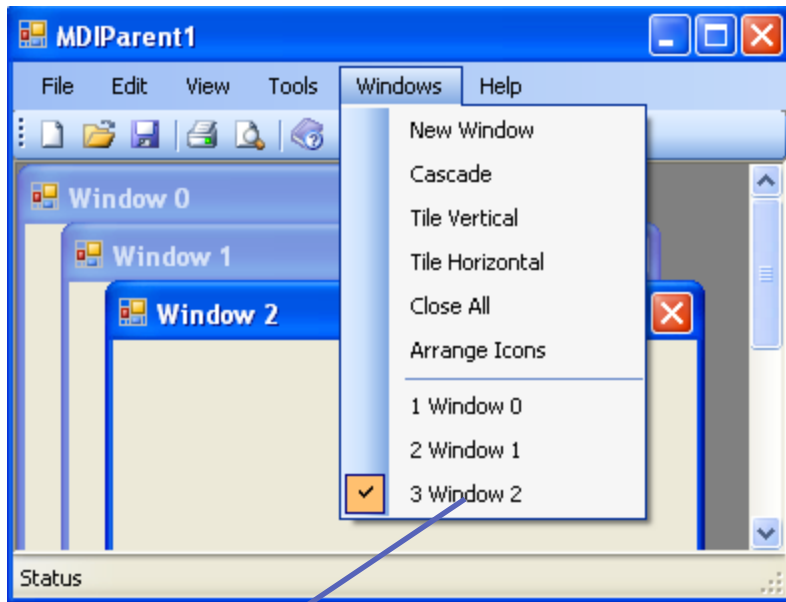 MDIParent1
File Edit View Tools Windows Help
New Window
Cascade
Tile Vertical
Tile Horizontal
Close All
Arrange Icons
1 Window 0
2 Window 1
3 Window 2
Window 0
Window 1
Window 2
Status